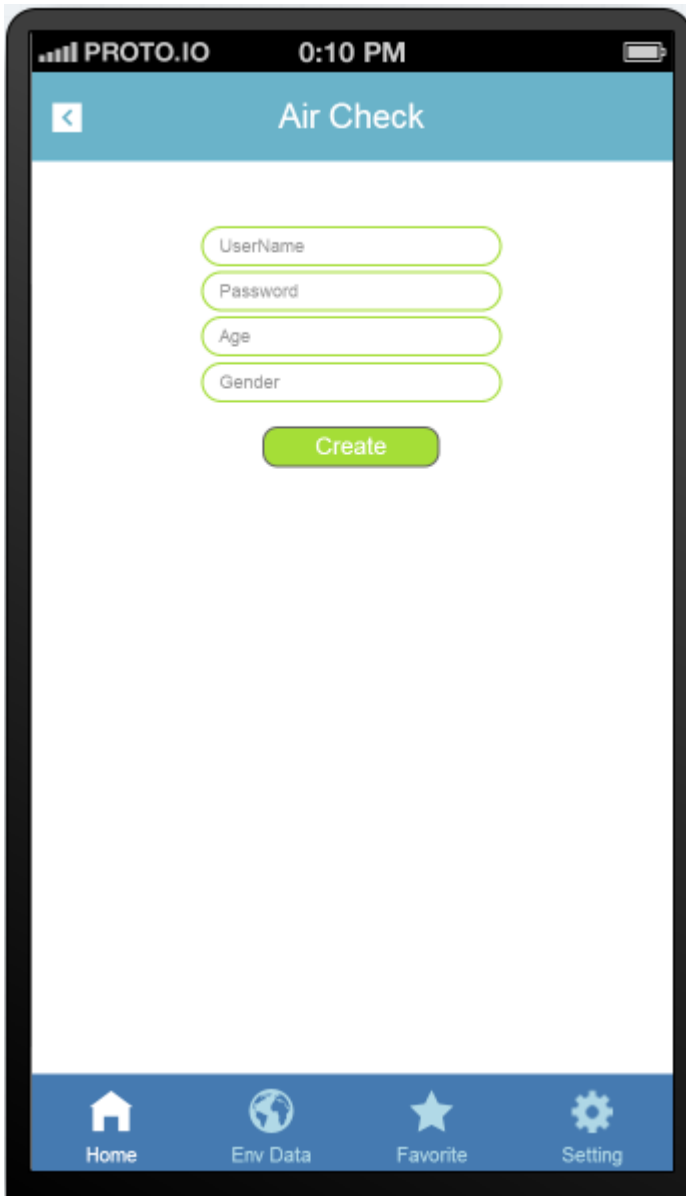 PROTO.IO 0:10 PM
Air Check
UserName
Password
Age
Gender
Create
Home Env Data Favorite Setting